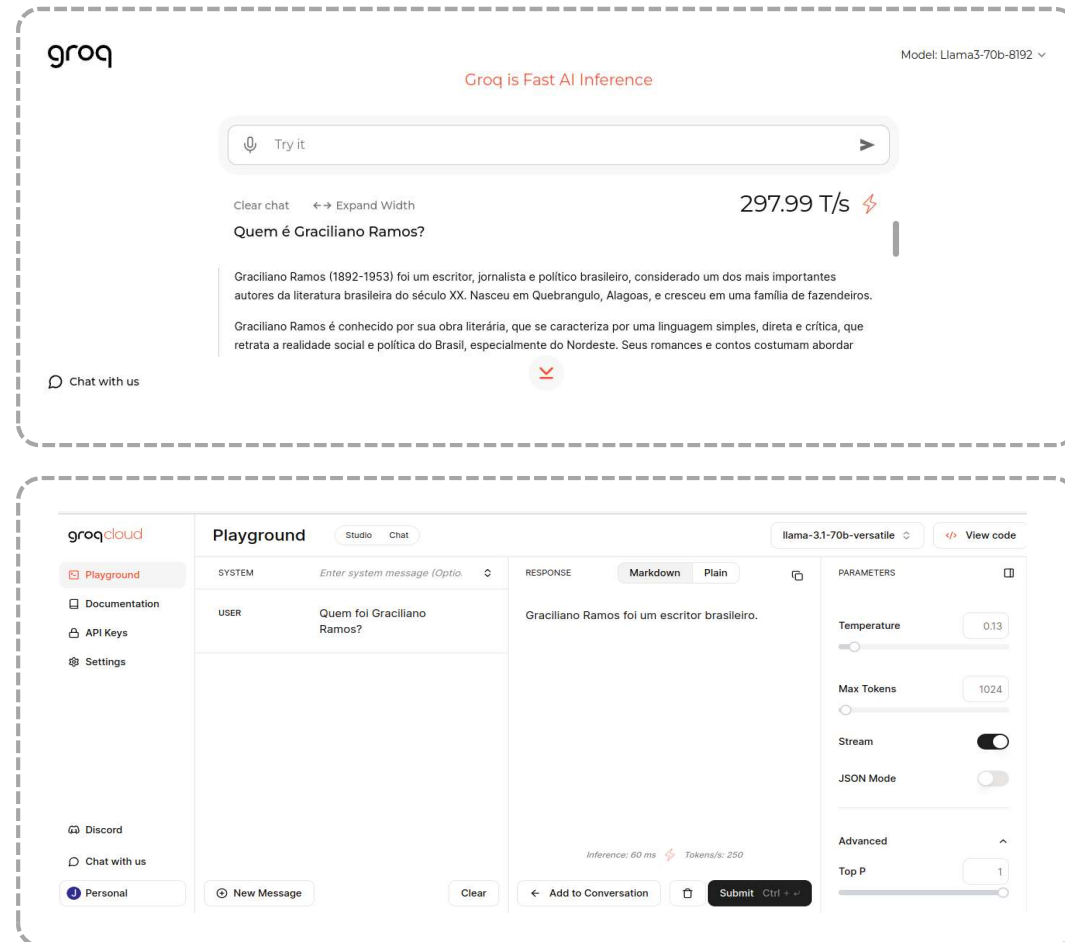 groq
Model: Llama3-70b-8192
Groq is Fast AI Inference
Try it
Clear chat
Expand Width
297.99 T/s
Quem é Graciliano Ramos?
Graciliano Ramos (1892-1953) foi um escritor, jornalista e político brasileiro, considerado um dos mais importantes
autores da literatura brasileira do século XX. Nasceu em Quebrangulo, Alagoas, e cresceu em uma família de fazendeiros.
Graciliano Ramos é conhecido por sua obra literária, que se caracteriza por uma linguagem simples, direta e crítica, que
retrata a realidade social e política do Brasil, especialmente do Nordeste. Seus romances e contos costumam abordar
Chat with us
groqcloud
Playground
Documentation
API Keys
Settings
Discord
Chat with us
J Personal
Playground
Studio Chat
llama-3.1-70b-versatile
</> View code
SYSTEM
Enter system message (Optio.
USER
Quem foi Graciliano
Ramos?
New Message
Clear
RESPONSE
Markdown Plain
Graciliano Ramos foi um escritor brasileiro.
Inference: 60 ms Tokens/s: 250
Add to Conversation
Submit Ctrl + ↵
PARAMETERS
Temperature 0.13
Max Tokens 1024
Stream
JSON Mode
Advanced
Top P 1